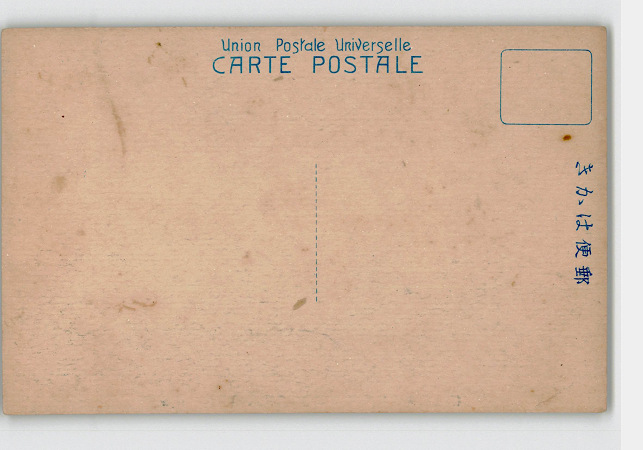 Union Postale Universelle
CARTE POSTALE
きかは便郵